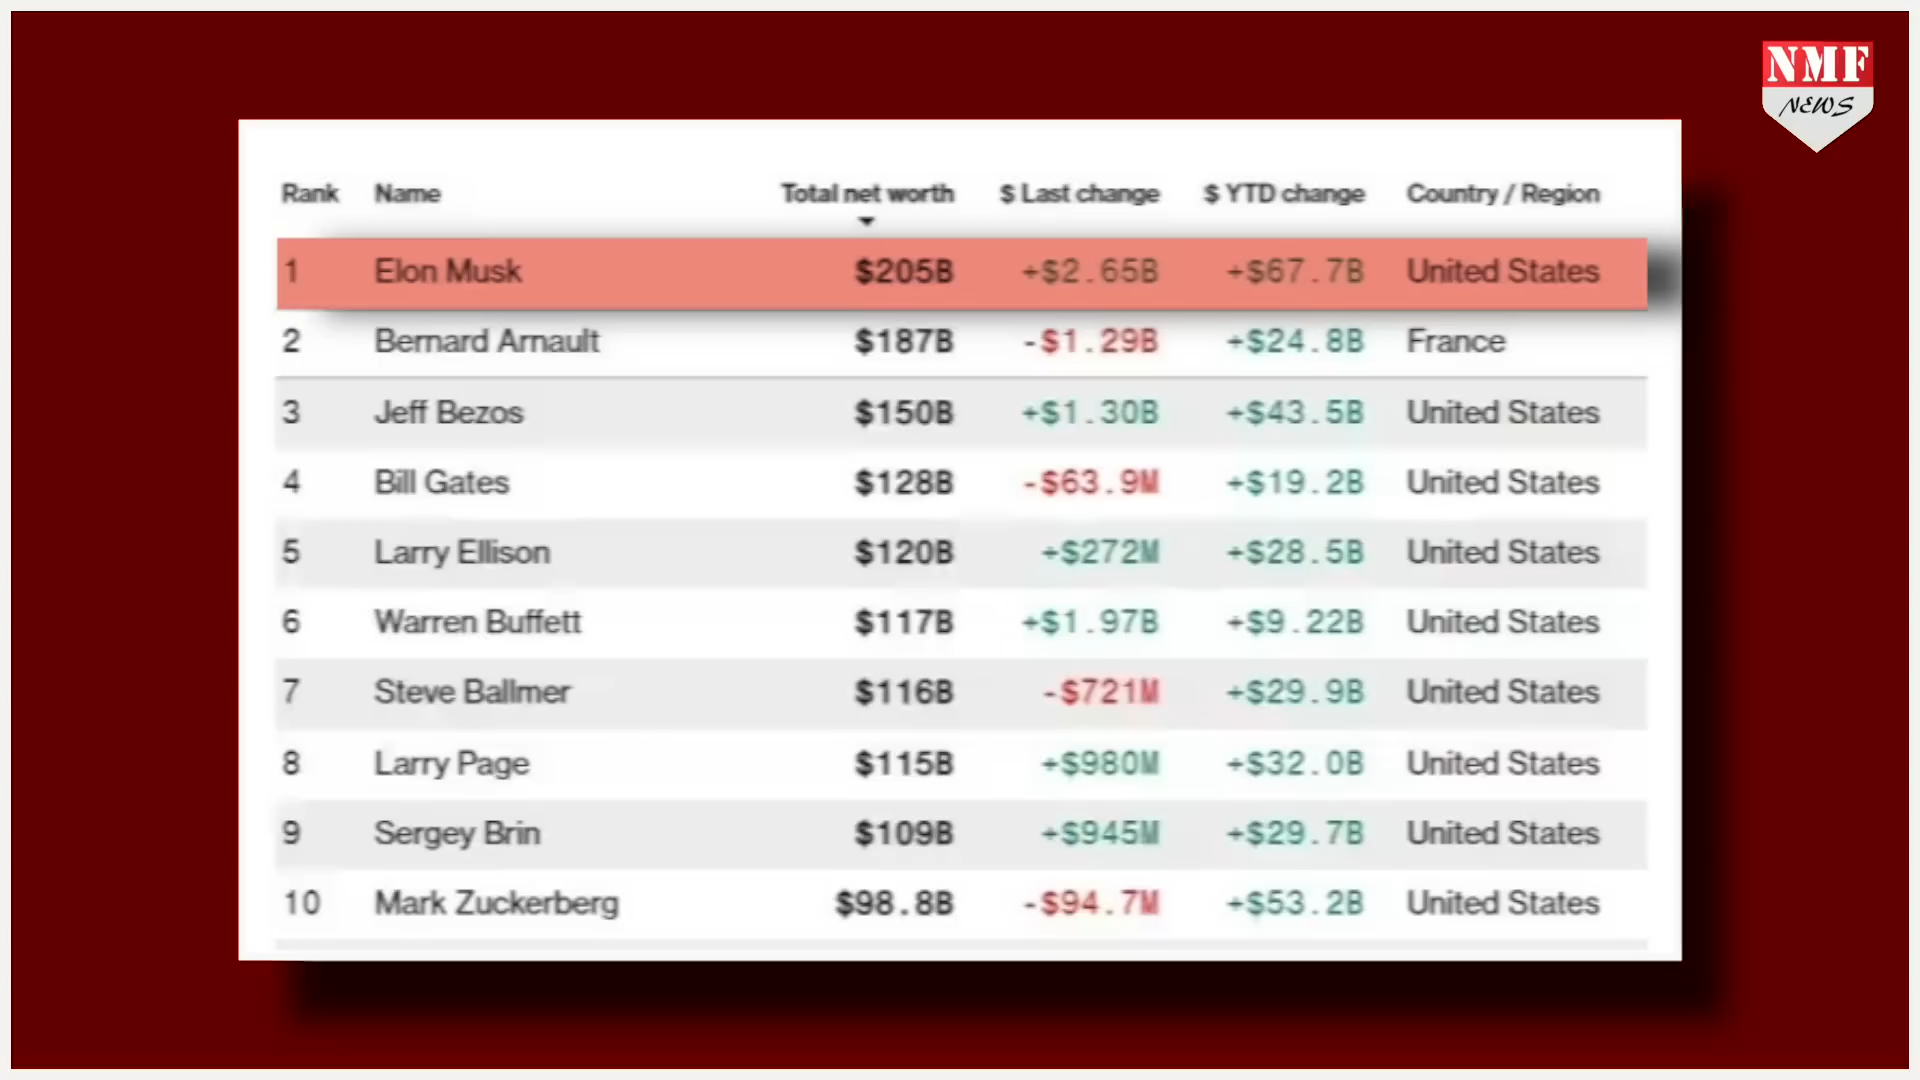 NMF
NEWS
Rank Name Total net worth $ Last change $ YTD change Country / Region
1 Elon Musk $205B +$2.65B +$67.7B United States
2 Bernard Arnault $187B -$1.29B +$24.8B France
3 Jeff Bezos $150B +$1.30B +$43.5B United States
4 Bill Gates $128B -$63.9M +$19.2B United States
5 Larry Ellison $120B +$272M +$28.5B United States
6 Warren Buffett $117B +$1.97B +$9.22B United States
7 Steve Ballmer $116B -$721M +$29.9B United States
8 Larry Page $115B +$980M +$32.0B United States
9 Sergey Brin $109B +$945M +$29.7B United States
10 Mark Zuckerberg $98.8B -$94.7M +$53.2B United States